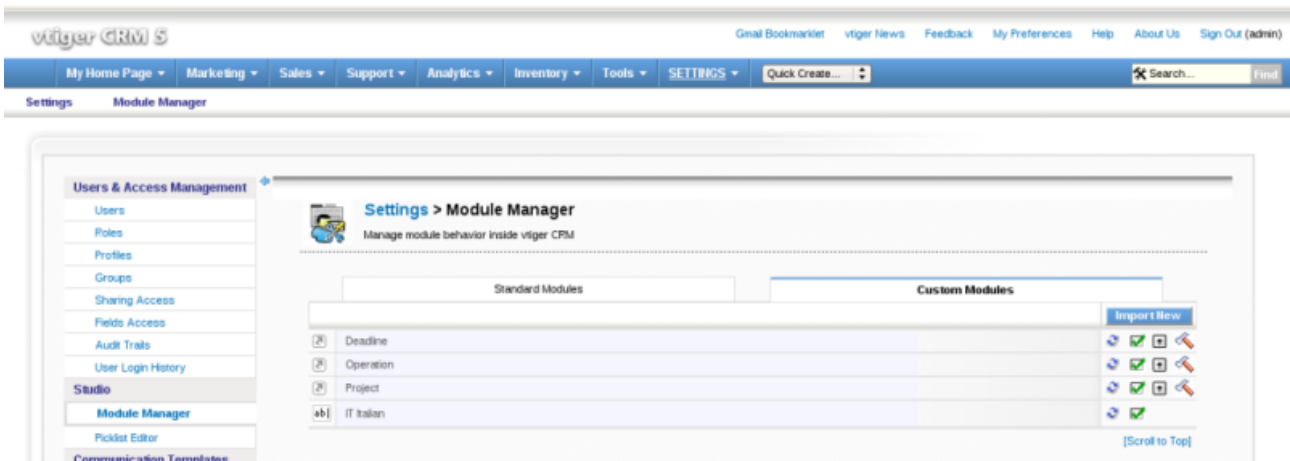 vtiger CRM 5
Gmail Bookmarklet vtiger News Feedback My Preferences Help About Us Sign Out (admin)
My Home Page Marketing Sales Support Analytics Inventory Tools SETTINGS Quick Create... Search... Find
Settings Module Manager
Users & Access Management
Users
Roles
Profiles
Groups
Sharing Access
Fields Access
Audit Trails
User Login History
Studio
Module Manager
Picklist Editor
Communication Templates
Settings > Module Manager
Manage module behavior inside vtiger CRM
Standard Modules Custom Modules
Import New
Deadline
Operation
Project
ab| IT Italian
[Scroll to Top]